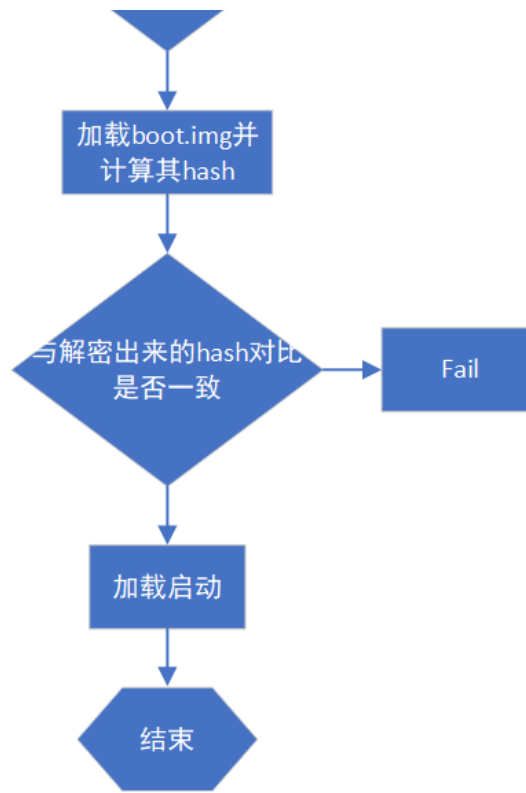 加载boot.img并
计算其hash
与解密出来的hash对比
是否一致
Fail
加载启动
结束